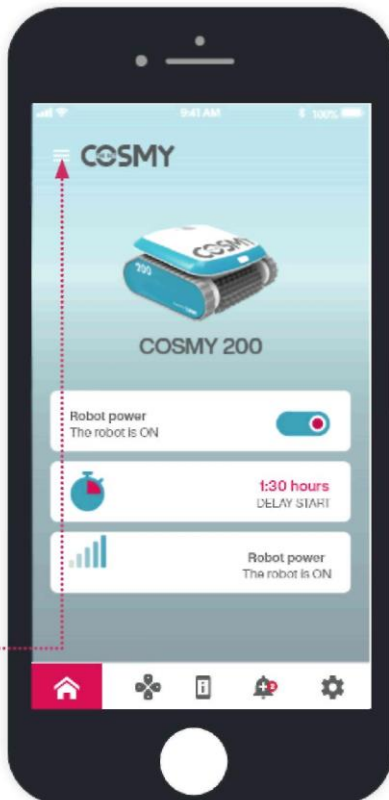 9:41 AM
100%
COSMY
200
COSMY
COSMY 200
Robot power
The robot is ON
1:30 hours
DELAY START
Robot power
The robot is ON